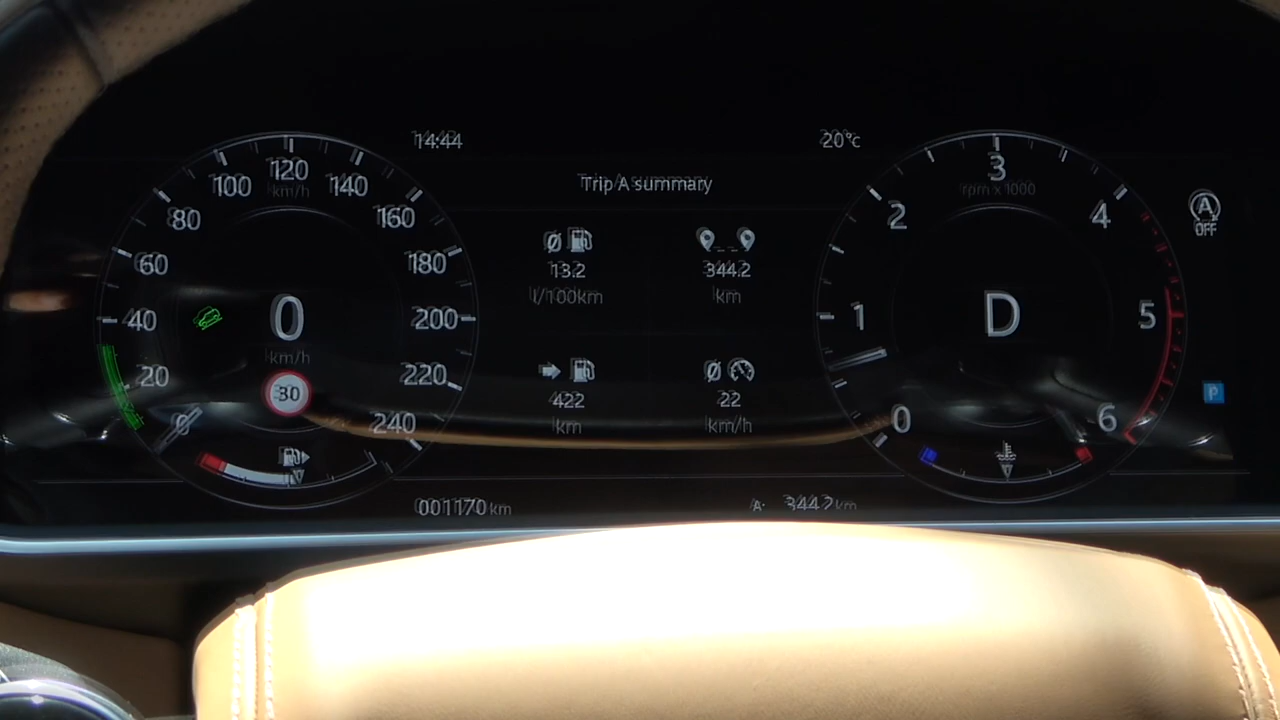 14:44
20°c
Trip A summary
0 20 40 60 80 100 120 140 160 180 200 220 240
km/h
0
km/h
30
13.2
l/100km
344.2
km
422
km
22
km/h
0 1 2 3 4 5 6
rpm x 1000
D
A
OFF
P
001170 km
A: 344.2 km